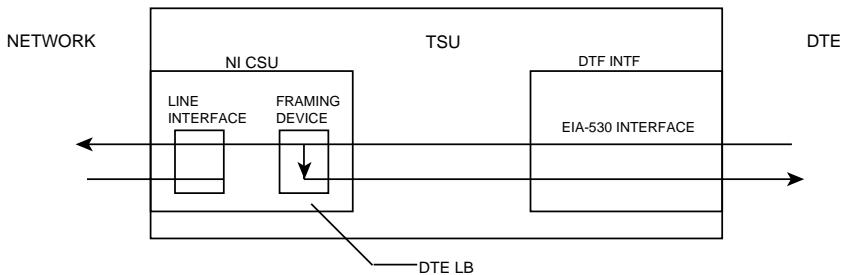 NETWORK
TSU
DTE
NI CSU
DTF INTF
LINE
INTERFACE
FRAMING
DEVICE
EIA-530 INTERFACE
DTE LB